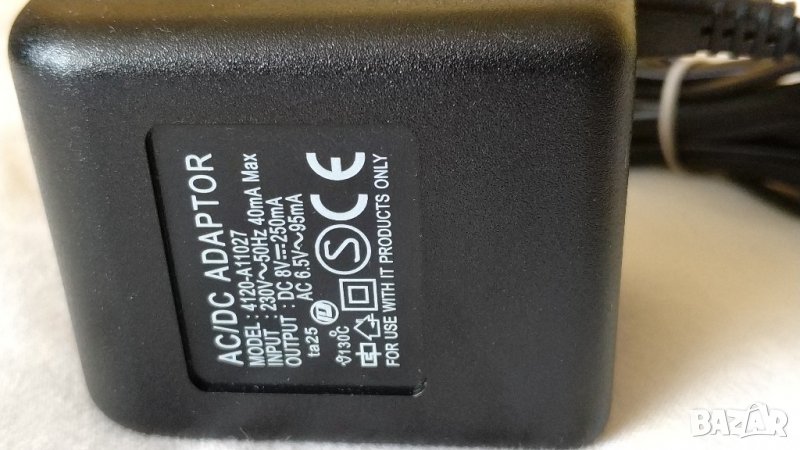 AC/DC ADAPTOR
MODEL : 4120-A11027
INPUT : 230V~50Hz 40mA Max
OUTPUT : DC 8V⎓250mA
AC 6.5V~95mA
ta25
S CE
130C
FOR USE WITH IT PRODUCTS ONLY
BAZAR